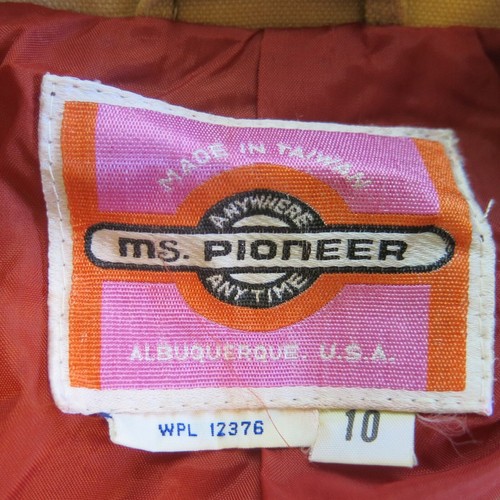 MADE IN TAIWAN
ANYWHERE
ms. PIONEER
ANYTIME
ALBUQUERQUE, U.S.A.
WPL 12376
10